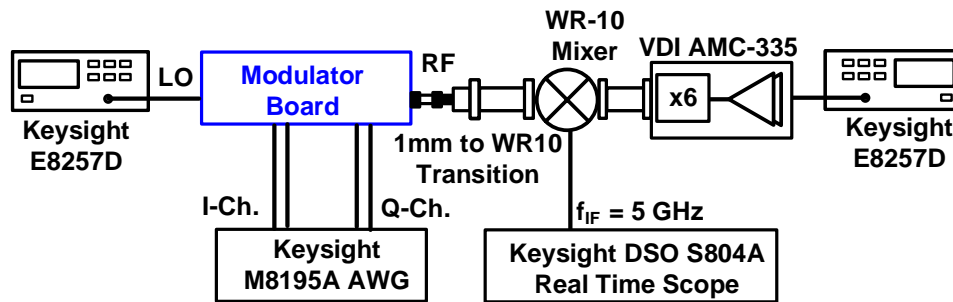 WR-10
Mixer
VDI AMC-335
RF
LO
Modulator
Board
x6
Keysight
E8257D
1mm to WR10
Transition
Keysight
E8257D
I-Ch.
Q-Ch.
fIF = 5 GHz
Keysight
M8195A AWG
Keysight DSO S804A
Real Time Scope